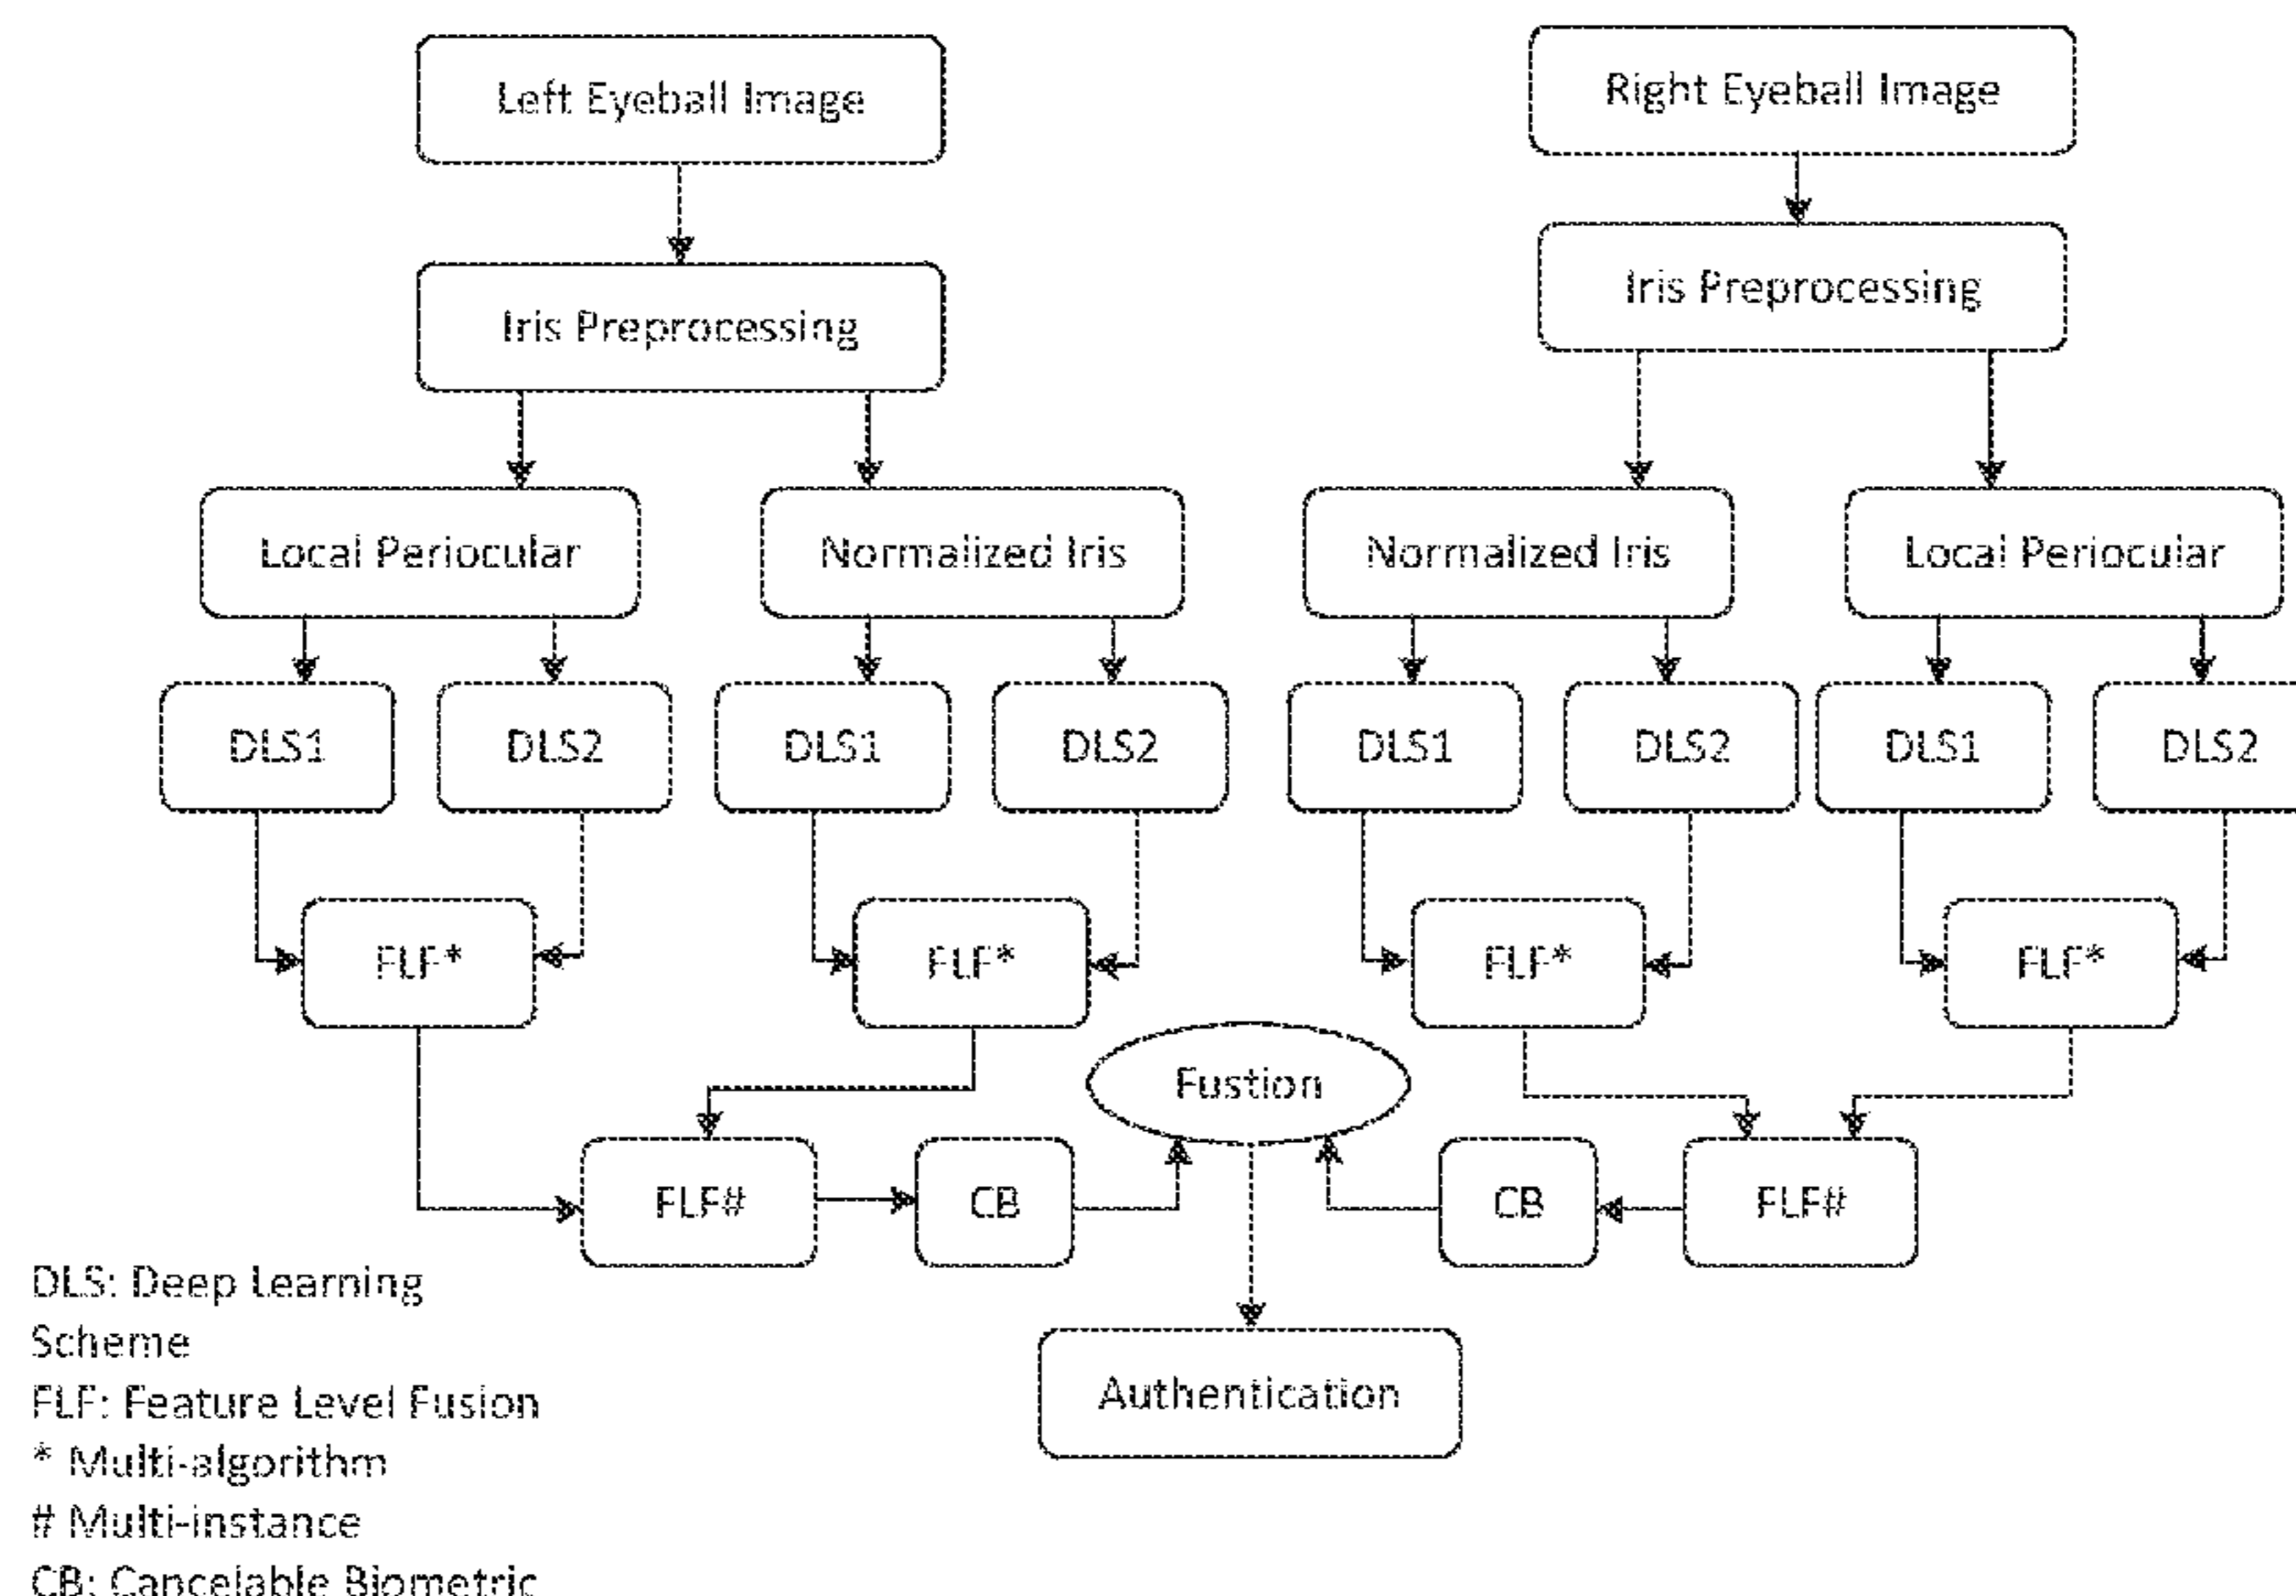 Left Eyeball Image
Right Eyeball Image
Iris Preprocessing
Iris Preprocessing
Local Periocular
Normalized Iris
Normalized Iris
Local Periocular
DLS1
DLS2
DLS1
DLS2
DLS1
DLS2
DLS1
DLS2
FLF*
FLF*
FLF*
FLF*
Fustion
FLF#
CB
CB
FLF#
Authentication
DLS: Deep Learning
Scheme
FLF: Feature Level Fusion
* Multi-algorithm
# Multi-instance
CB: Cancelable Biometric